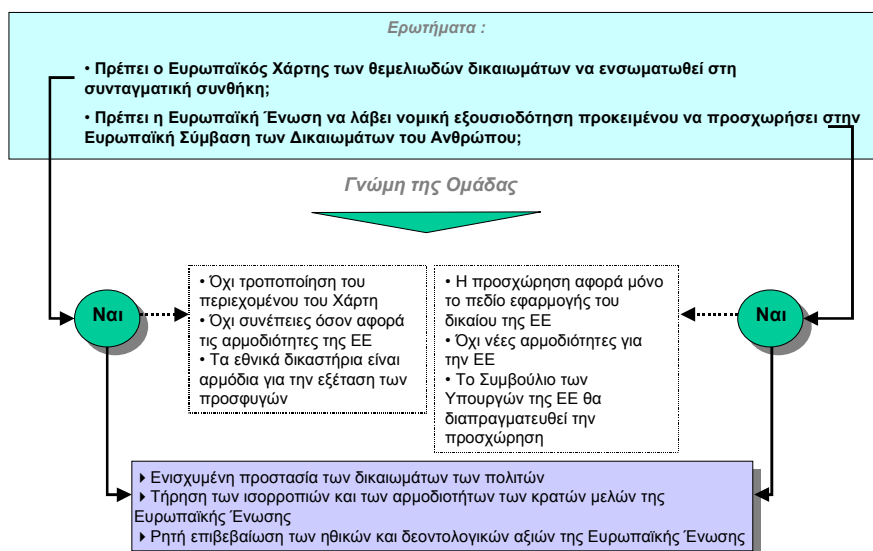 Ερωτήματα :
• Πρέπει ο Ευρωπαϊκός Χάρτης των θεμελιωδών δικαιωμάτων να ενσωματωθεί στη
συνταγματική συνθήκη;
• Πρέπει η Ευρωπαϊκή Ένωση να λάβει νομική εξουσιοδότηση προκειμένου να προσχωρήσει στην
Ευρωπαϊκή Σύμβαση των Δικαιωμάτων του Ανθρώπου;
Γνώμη της Ομάδας
Ναι
• Όχι τροποποίηση του
περιεχομένου του Χάρτη
• Όχι συνέπειες όσον αφορά
τις αρμοδιότητες της ΕΕ
• Τα εθνικά δικαστήρια είναι
αρμόδια για την εξέταση των
προσφυγών
• Η προσχώρηση αφορά μόνο
το πεδίο εφαρμογής του
δικαίου της ΕΕ
• Όχι νέες αρμοδιότητες για
την ΕΕ
• Το Συμβούλιο των
Υπουργών της ΕΕ θα
διαπραγματευθεί την
προσχώρηση
Ναι
Ενισχυμένη προστασία των δικαιωμάτων των πολιτών
Τήρηση των ισορροπιών και των αρμοδιοτήτων των κρατών μελών της
Ευρωπαϊκής Ένωσης
Ρητή επιβεβαίωση των ηθικών και δεοντολογικών αξιών της Ευρωπαϊκής Ένωσης